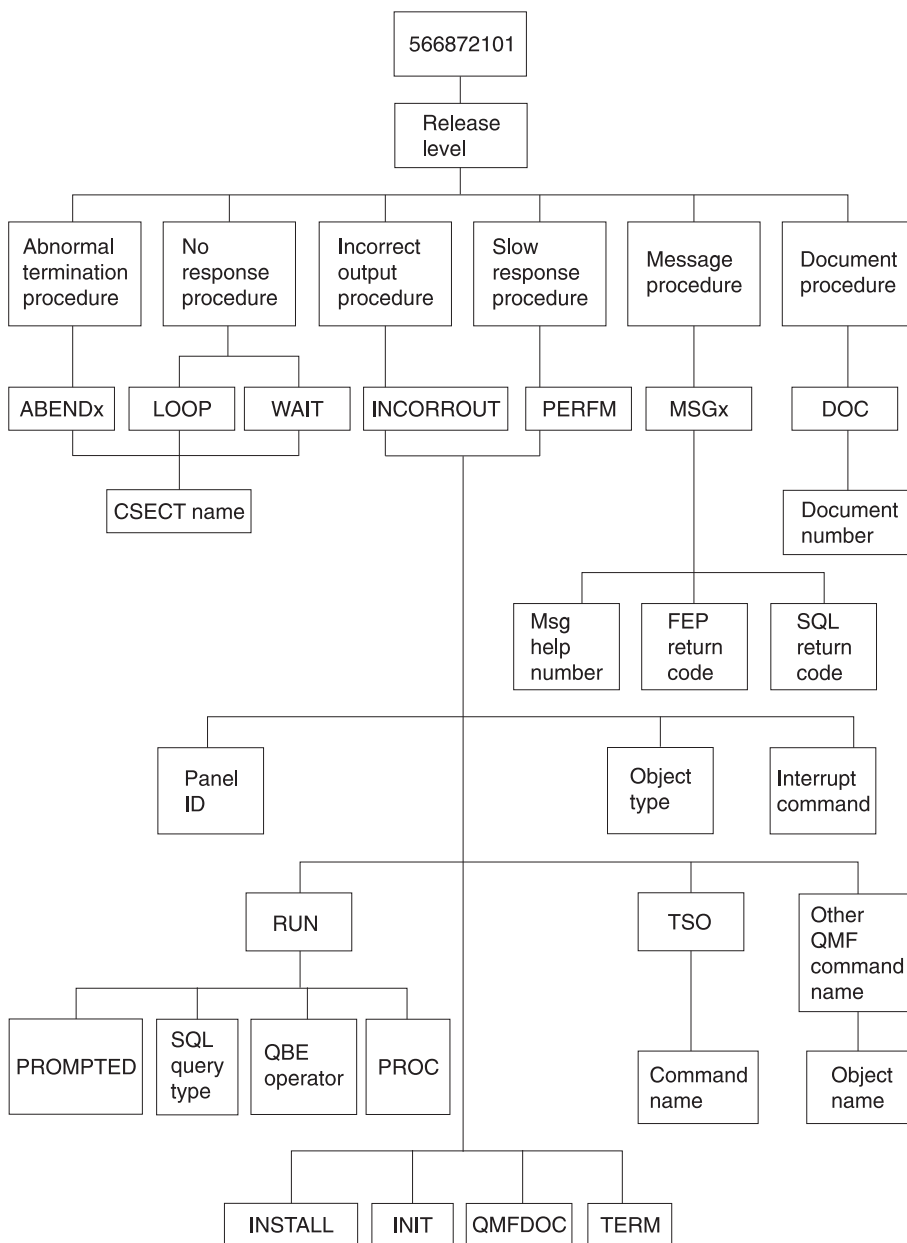 566872101
Release
level
Abnormal
termination
procedure
No
response
procedure
Incorrect
output
procedure
Slow
response
procedure
Message
procedure
Document
procedure
ABENDx
LOOP
WAIT
INCORROUT
PERFM
MSGx
DOC
CSECT name
Document
number
Msg
help
number
FEP
return
code
SQL
return
code
Panel
ID
Object
type
Interrupt
command
RUN
TSO
Other
QMF
command
name
PROMPTED
SQL
query
type
QBE
operator
PROC
Command
name
Object
name
INSTALL
INIT
QMFDOC
TERM